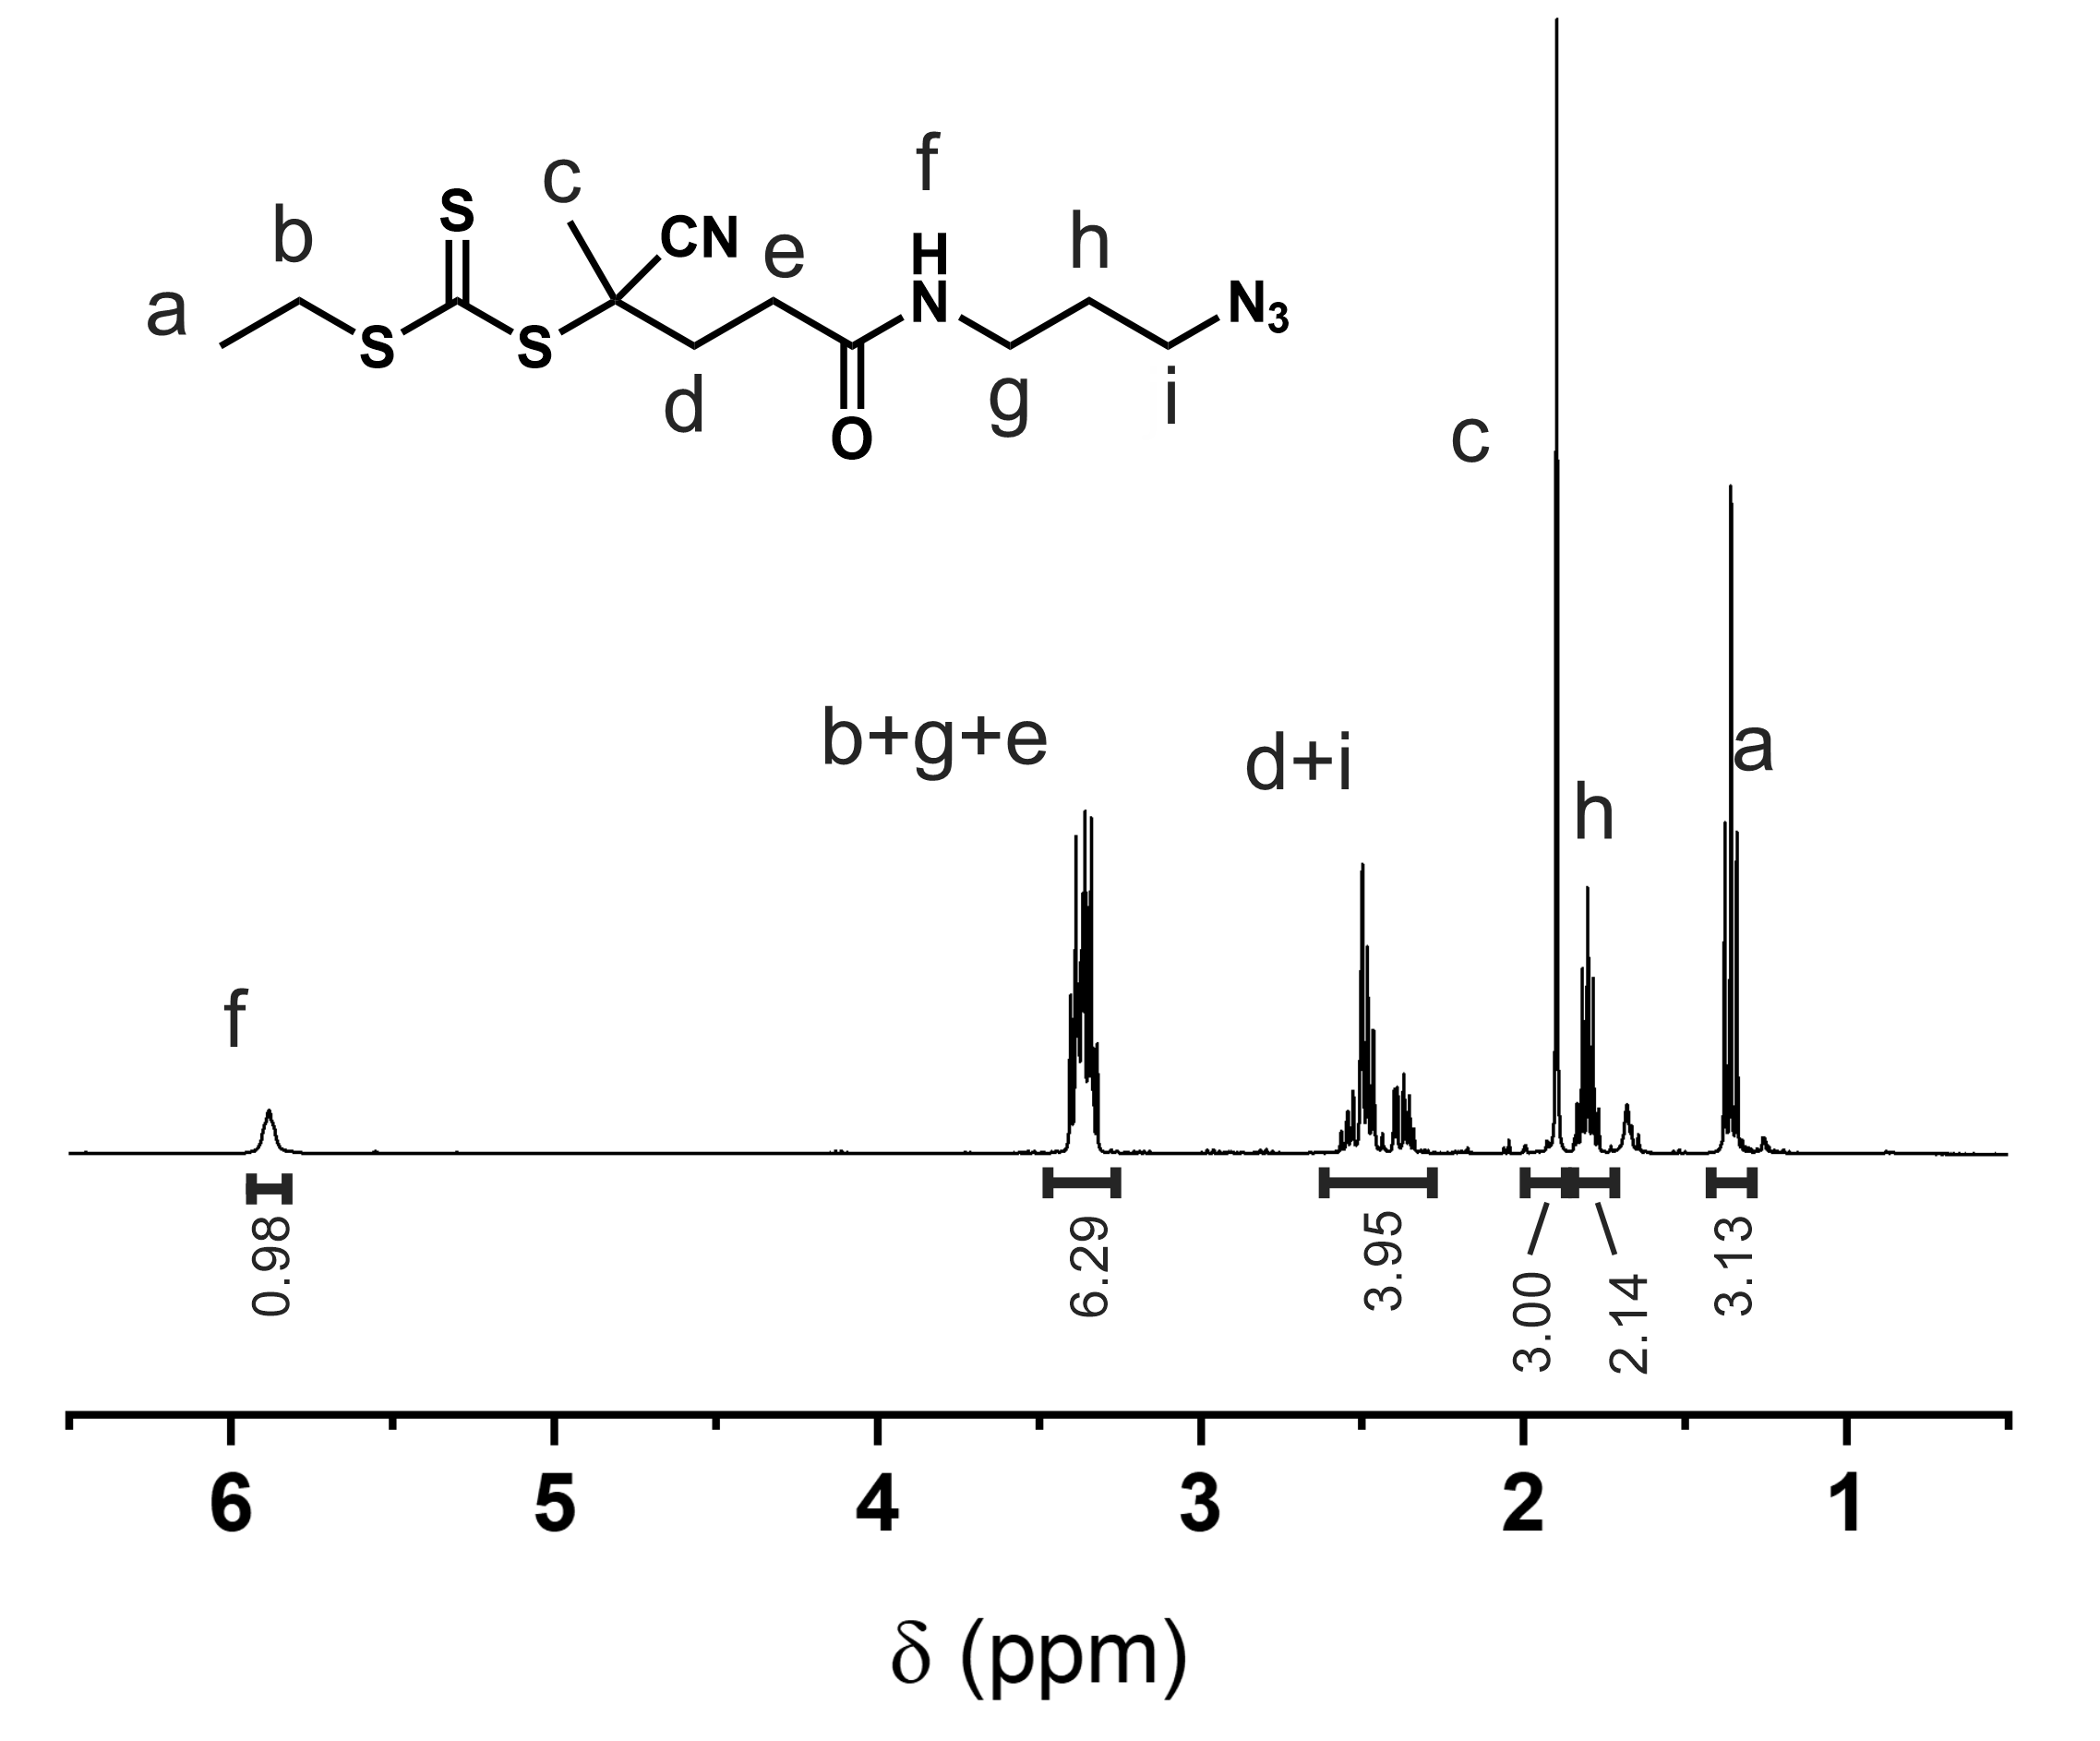 f
c
b
S
CN
e
H
h
a
S
S
N
N3
d
O
g
i
c
b+g+e
d+i
a
h
f
0.98
6.29
3.95
3.00
2.14
3.13
6 5 4 3 2 1
δ (ppm)